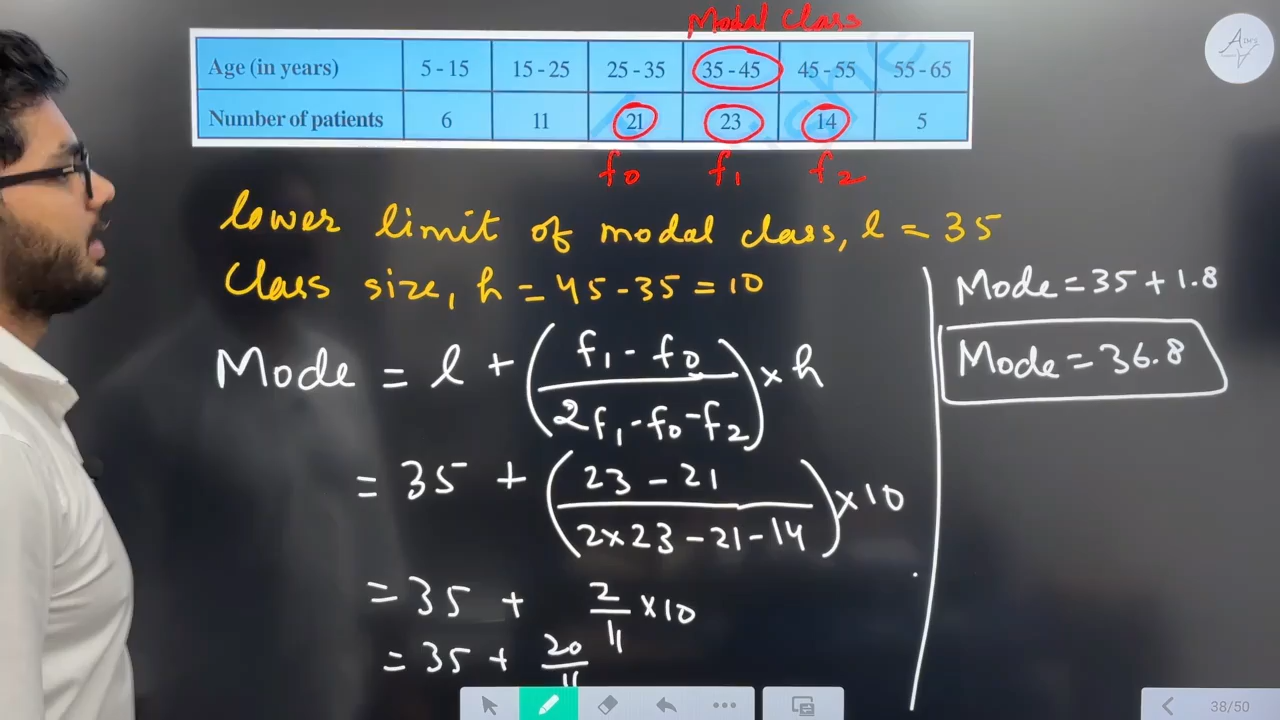 Modal Class
Age (in years) 5 - 15 15 - 25 25 - 35 35 - 45 45 - 55 55 - 65
Number of patients 6 11 21 23 14 5
f0 f1 f2
lower limit of modal class, l = 35
Class size, h = 45 - 35 = 10
Mode = l + ( f1 - f0 / 2f1 - f0 - f2 ) × h
= 35 + ( 23 - 21 / 2×23 - 21 - 14 ) × 10
= 35 + 2/11 × 10
= 35 + 20/11
Mode = 35 + 1.8
Mode = 36.8
38/50